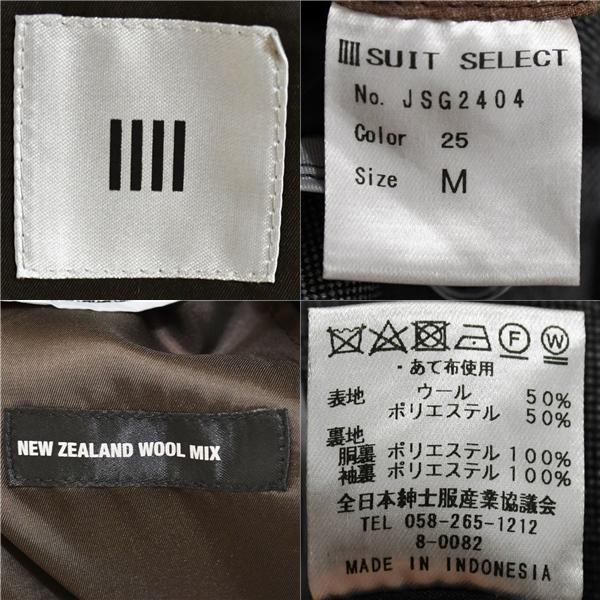 SUIT SELECT
No. JSG2404
Color 25
Size M
NEW ZEALAND WOOL MIX
F W
・あて布使用
表地 ウール 50%
ポリエステル 50%
裏地
胴裏 ポリエステル 100%
袖裏 ポリエステル 100%
全日本紳士服産業協議会
TEL 058-265-1212
8-0082
MADE IN INDONESIA